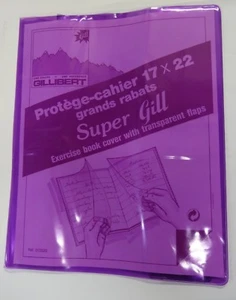 GILLIBERT
Protège-cahier 17 x 22
grands rabats
Super Gill
Exercise book cover with transparent flaps